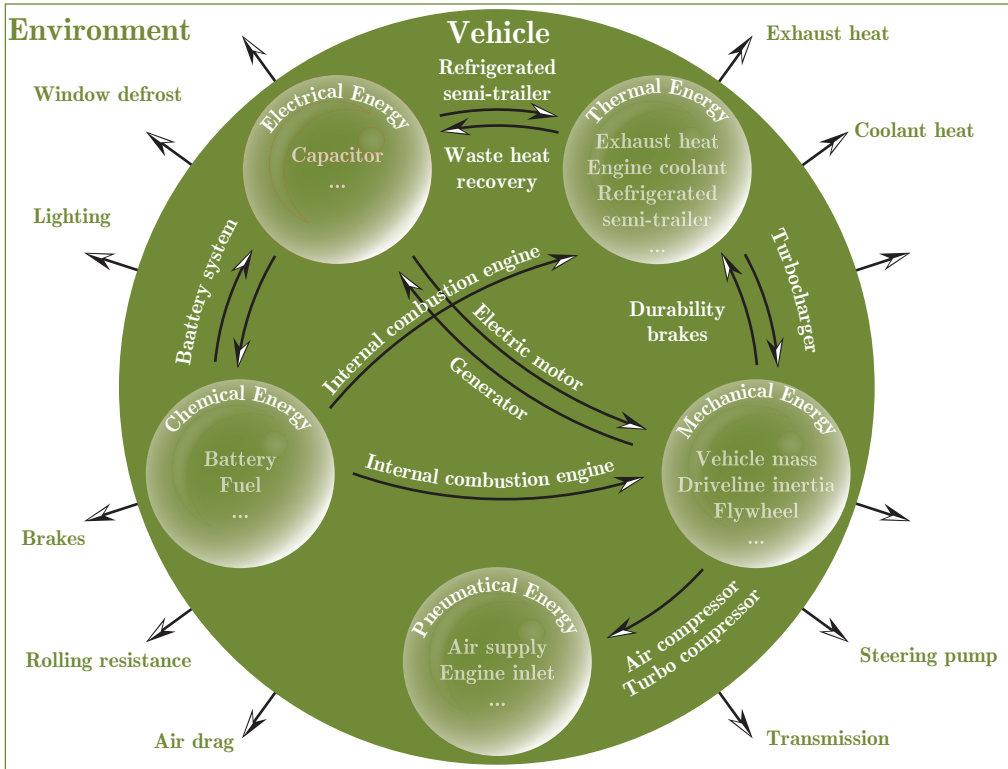 Environment
Vehicle
Exhaust heat
Window defrost
Coolant heat
Lighting
Brakes
Rolling resistance
Air drag
Steering pump
Transmission
Electrical Energy
Capacitor
...
Refrigerated
semi-trailer
Waste heat
recovery
Thermal Energy
Exhaust heat
Engine coolant
Refrigerated
semi-trailer
...
Baattery system
Internal combustion engine
Electric motor
Generator
Durability
brakes
Turbocharger
Chemical Energy
Battery
Fuel
...
Internal combustion engine
Mechanical Energy
Vehicle mass
Driveline inertia
Flywheel
...
Pneumatical Energy
Air supply
Engine inlet
...
Air compressor
Turbo compressor